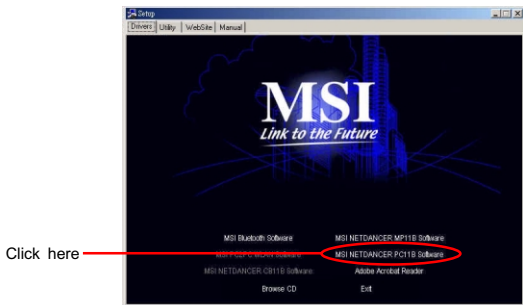 Setup
Drivers Utility WebSite Manual
MSI
Link to the Future
MSI Bluetooth Software MSI NETDANCER MP11B Software
Click here
MSI NETDANCER PC11B Software
MSI NETDANCER CB11B Software Adobe Acrobat Reader
Browse CD Exit